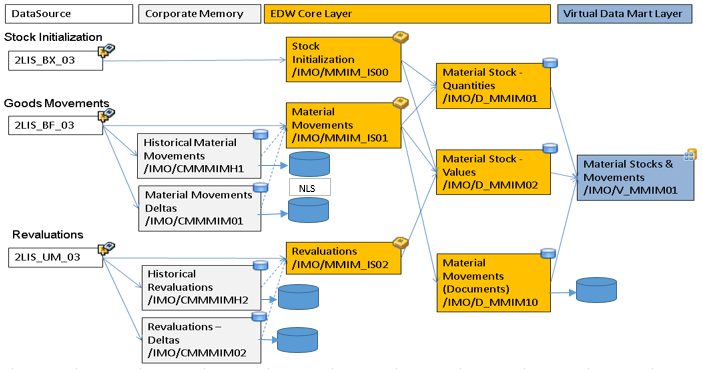 DataSource
Corporate Memory
EDW Core Layer
Virtual Data Mart Layer
Stock Initialization
2LIS_BX_03
Stock
Initialization
/IMO/MMIM_IS00
Material Stock -
Quantities
/IMO/D_MMIM01
Goods Movements
2LIS_BF_03
Material
Movements
/IMO/MMIM_IS01
Historical Material
Movements
/IMO/CMMMIMH1
Material Stock -
Values
/IMO/D_MMIM02
Material Stocks &
Movements
/IMO/V_MMIM01
NLS
Material Movements
Deltas
/IMO/CMMMIM01
Revaluations
2LIS_UM_03
Revaluations
/IMO/MMIM_IS02
Material
Movements
(Documents)
/IMO/D_MMIM10
Historical
Revaluations
/IMO/CMMMIMH2
Revaluations –
Deltas
/IMO/CMMMIM02